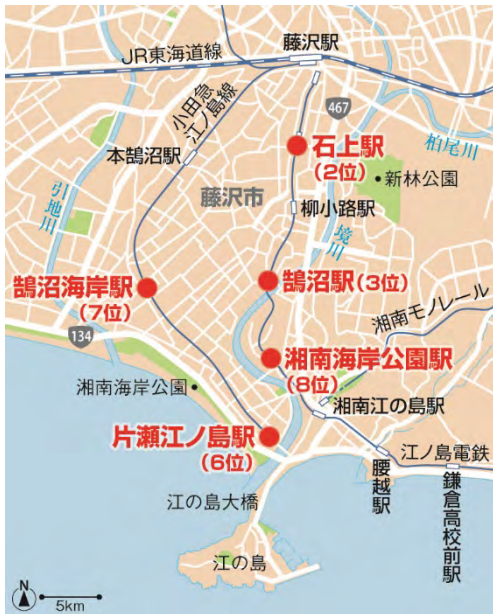 藤沢駅
JR東海道線
小田急
江ノ島線
467
柏尾川
石上駅
(2位)
本鵠沼駅
新林公園
引地川
藤沢市
柳小路駅
境川
鵠沼海岸駅
(7位)
鵠沼駅(3位)
134
湘南モノレール
湘南海岸公園駅
(8位)
湘南海岸公園
湘南江の島駅
片瀬江ノ島駅
(6位)
江ノ島電鉄
腰越駅
鎌倉高校前駅
江の島大橋
江の島
N
5km